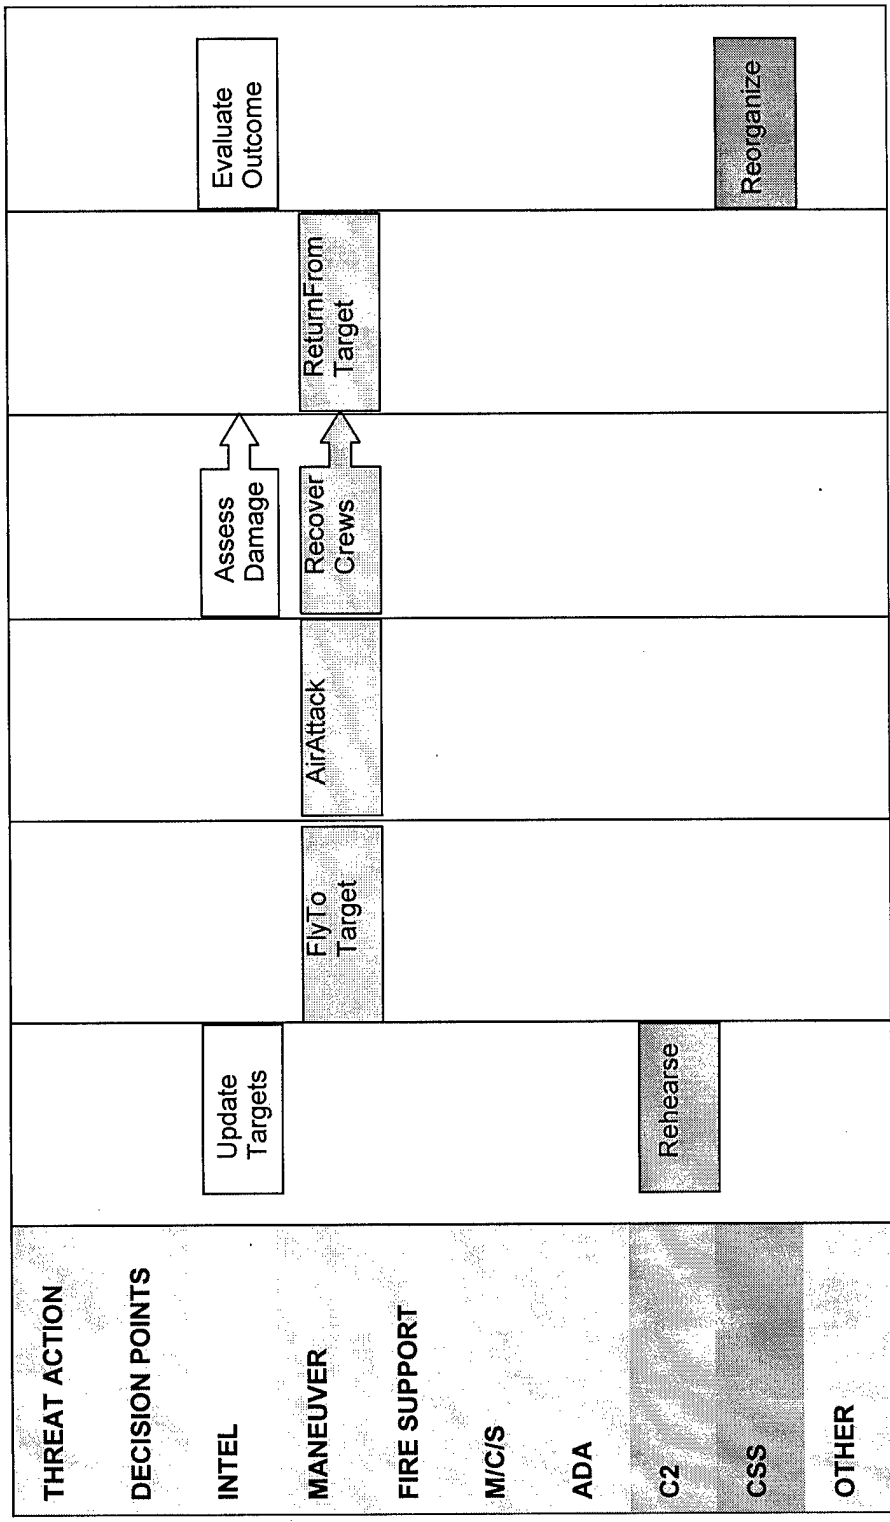 THREAT ACTION
DECISION POINTS
INTEL
Update
Targets
Assess
Damage
Evaluate
Outcome
MANEUVER
FlyTo
Target
AirAttack
Recover
Crews
ReturnFrom
Target
FIRE SUPPORT
M/C/S
ADA
C2
Rehearse
CSS
Reorganize
OTHER